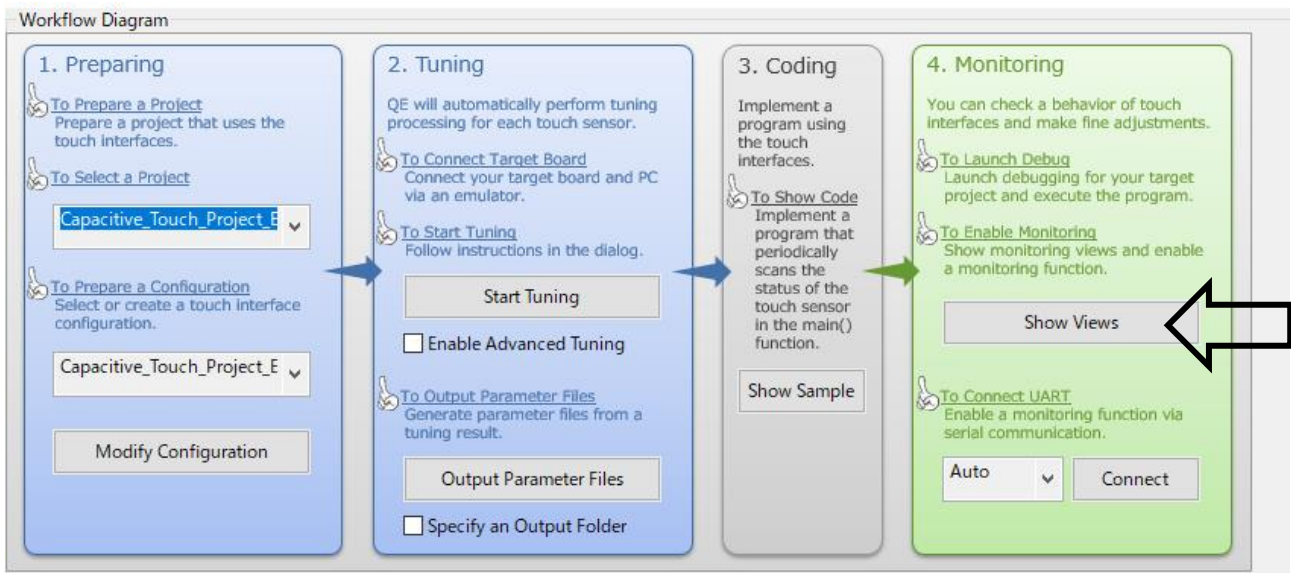 Workflow Diagram
1. Preparing
To Prepare a Project
Prepare a project that uses the
touch interfaces.
To Select a Project
Capacitive_Touch_Project_E
To Prepare a Configuration
Select or create a touch interface
configuration.
Capacitive_Touch_Project_E
Modify Configuration
2. Tuning
QE will automatically perform tuning
processing for each touch sensor.
To Connect Target Board
Connect your target board and PC
via an emulator.
To Start Tuning
Follow instructions in the dialog.
Start Tuning
Enable Advanced Tuning
To Output Parameter Files
Generate parameter files from a
tuning result.
Output Parameter Files
Specify an Output Folder
3. Coding
Implement a
program using
the touch
interfaces.
To Show Code
Implement a
program that
periodically
scans the
status of the
touch sensor
in the main()
function.
Show Sample
4. Monitoring
You can check a behavior of touch
interfaces and make fine adjustments.
To Launch Debug
Launch debugging for your target
project and execute the program.
To Enable Monitoring
Show monitoring views and enable
a monitoring function.
Show Views
To Connect UART
Enable a monitoring function via
serial communication.
Auto
Connect